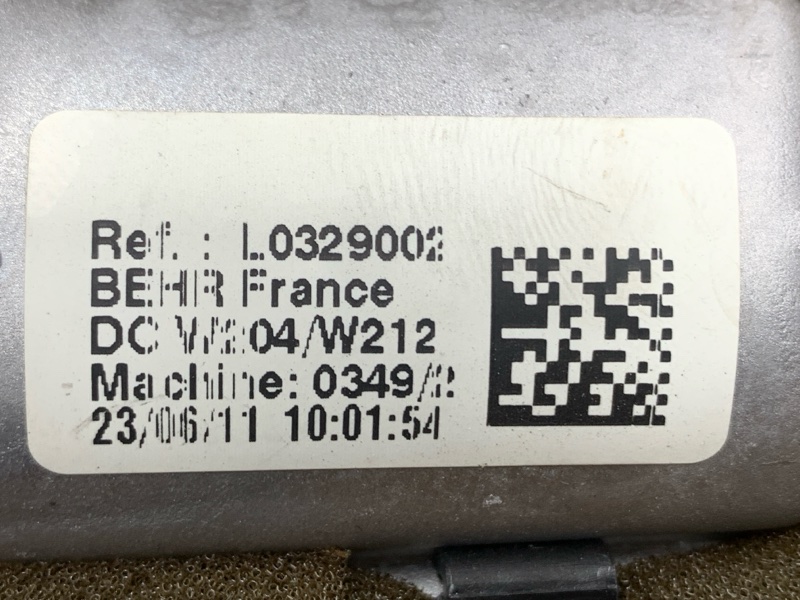 Ref. : L0329002
BEHR France
DC W204/W212
Machine: 0349/2
23/06/11 10:01:54